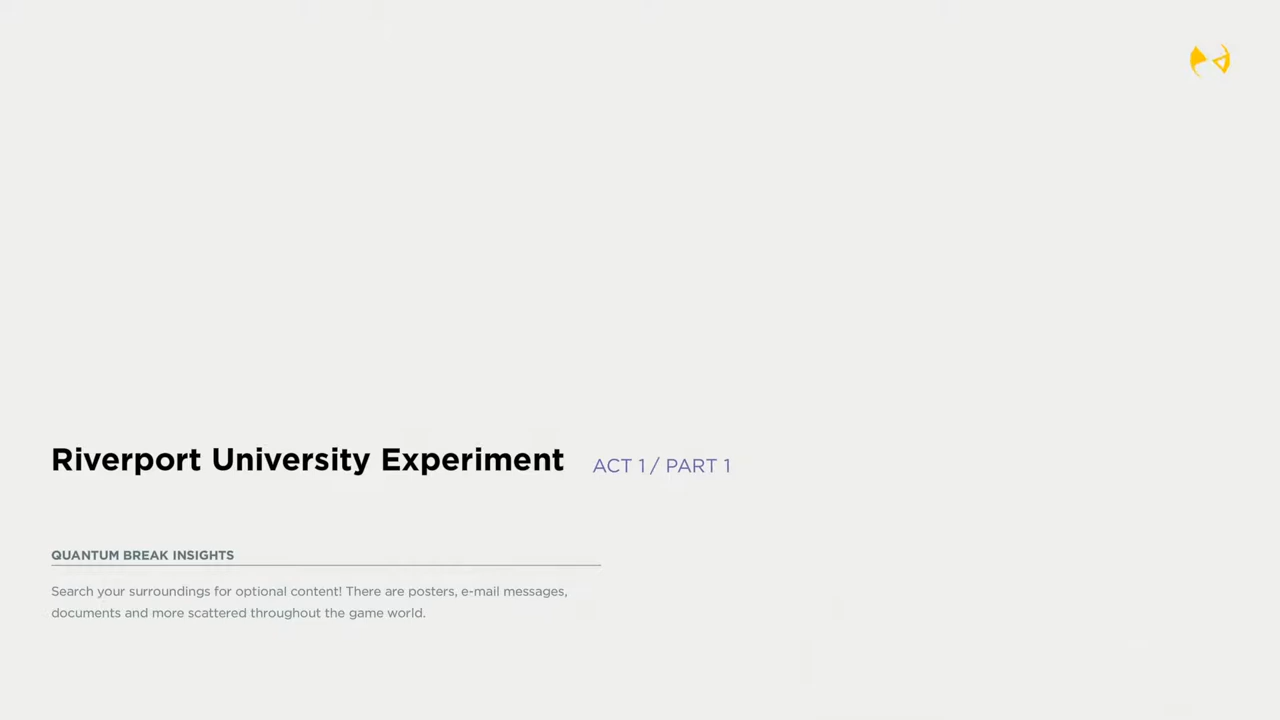 Riverport University Experiment ACT 1 / PART 1
QUANTUM BREAK INSIGHTS
Search your surroundings for optional content! There are posters, e-mail messages,
documents and more scattered throughout the game world.